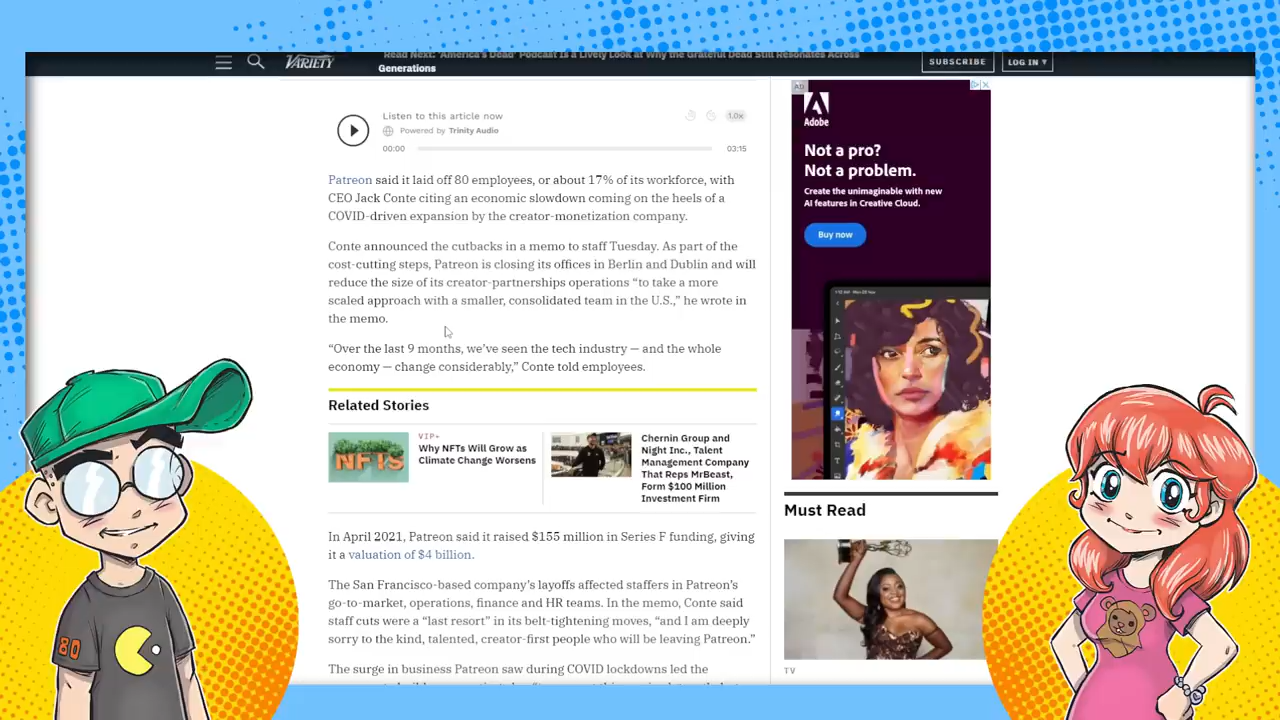 Read Next: 'America's Dead' Podcast Is a Lively Look at Why the Grateful Dead Still Resonates Across
Generations
VARIETY
SUBSCRIBE
LOG IN ▾
Listen to this article now
Powered by Trinity Audio
1.0x
00:00
03:15
Patreon said it laid off 80 employees, or about 17% of its workforce, with
CEO Jack Conte citing an economic slowdown coming on the heels of a
COVID-driven expansion by the creator-monetization company.
Conte announced the cutbacks in a memo to staff Tuesday. As part of the
cost-cutting steps, Patreon is closing its offices in Berlin and Dublin and will
reduce the size of its creator-partnerships operations “to take a more
scaled approach with a smaller, consolidated team in the U.S.,” he wrote in
the memo.
“Over the last 9 months, we’ve seen the tech industry — and the whole
economy — change considerably,” Conte told employees.
Related Stories
NFTS
VIP+
Why NFTs Will Grow as
Climate Change Worsens
Chernin Group and
Night Inc., Talent
Management Company
That Reps MrBeast,
Form $100 Million
Investment Firm
In April 2021, Patreon said it raised $155 million in Series F funding, giving
it a valuation of $4 billion.
The San Francisco-based company’s layoffs affected staffers in Patreon’s
go-to-market, operations, finance and HR teams. In the memo, Conte said
staff cuts were a “last resort” in its belt-tightening moves, “and I am deeply
sorry to the kind, talented, creator-first people who will be leaving Patreon.”
The surge in business Patreon saw during COVID lockdowns led the
AD
Adobe
Not a pro?
Not a problem.
Create the unimaginable with new
AI features in Creative Cloud.
Buy now
Must Read
TV
80